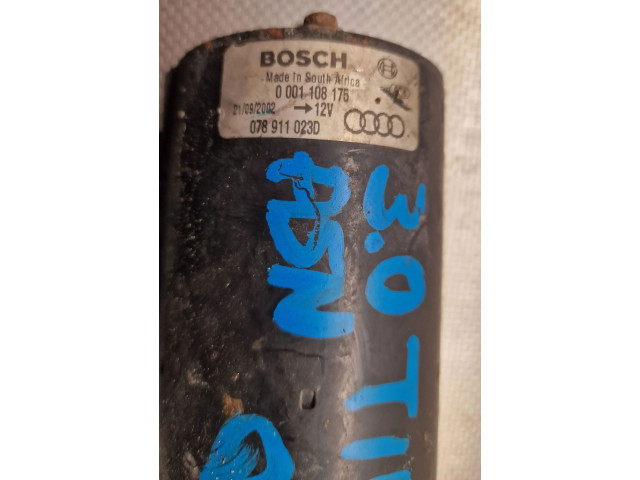 BOSCH
Made in South Africa
0 001 108 175
21/09/2002 → 12V
078 911 023D
ASN
3.0